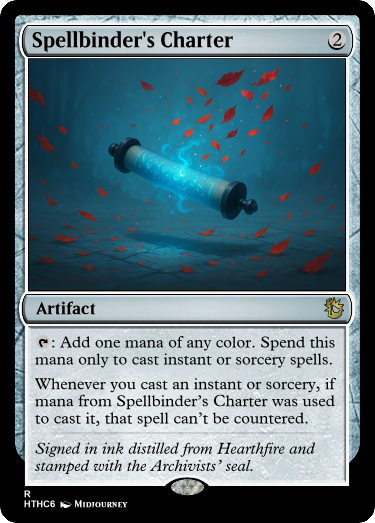 Spellbinder's Charter 2
Artifact
: Add one mana of any color. Spend this
mana only to cast instant or sorcery spells.
Whenever you cast an instant or sorcery, if
mana from Spellbinder’s Charter was used
to cast it, that spell can’t be countered.
Signed in ink distilled from Hearthfire and
stamped with the Archivists’ seal.
R
HTHC6 Midjourney